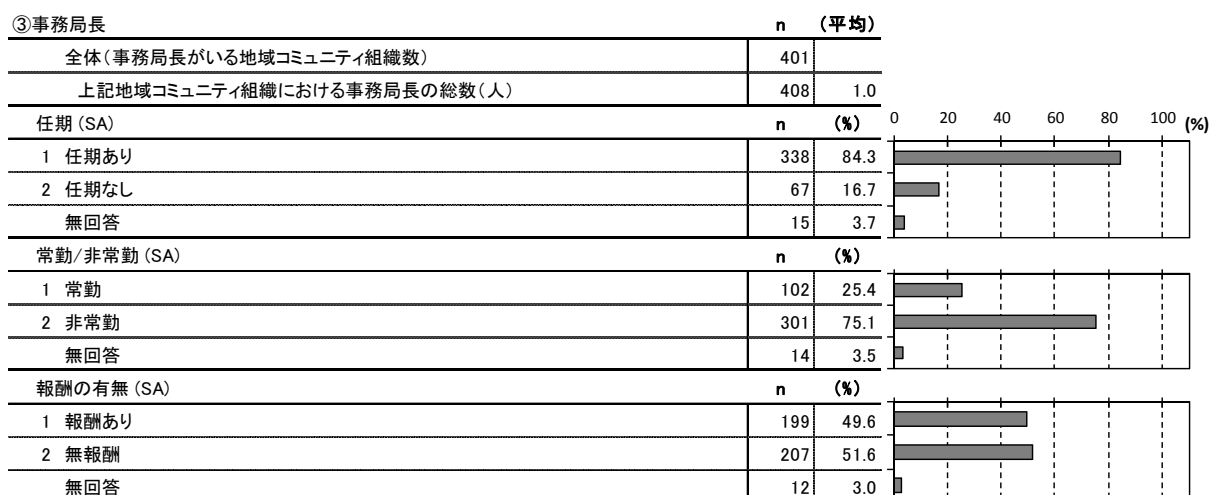 ③事務局長 n (平均)
全体(事務局長がいる地域コミュニティ組織数) 401
上記地域コミュニティ組織における事務局長の総数(人) 408 1.0
任期(SA) n (%) 0 20 40 60 80 100 (%)
1 任期あり 338 84.3
2 任期なし 67 16.7
無回答 15 3.7
常勤/非常勤(SA) n (%)
1 常勤 102 25.4
2 非常勤 301 75.1
無回答 14 3.5
報酬の有無(SA) n (%)
1 報酬あり 199 49.6
2 無報酬 207 51.6
無回答 12 3.0